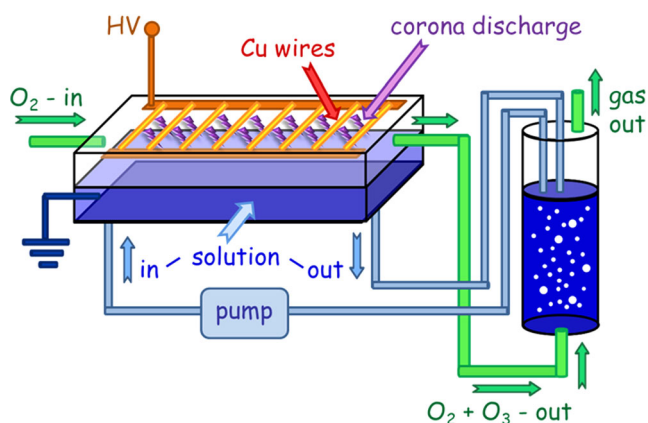 HV
corona discharge
Cu wires
O₂ - in
gas
out
in
solution
out
pump
O₂ + O₃ - out